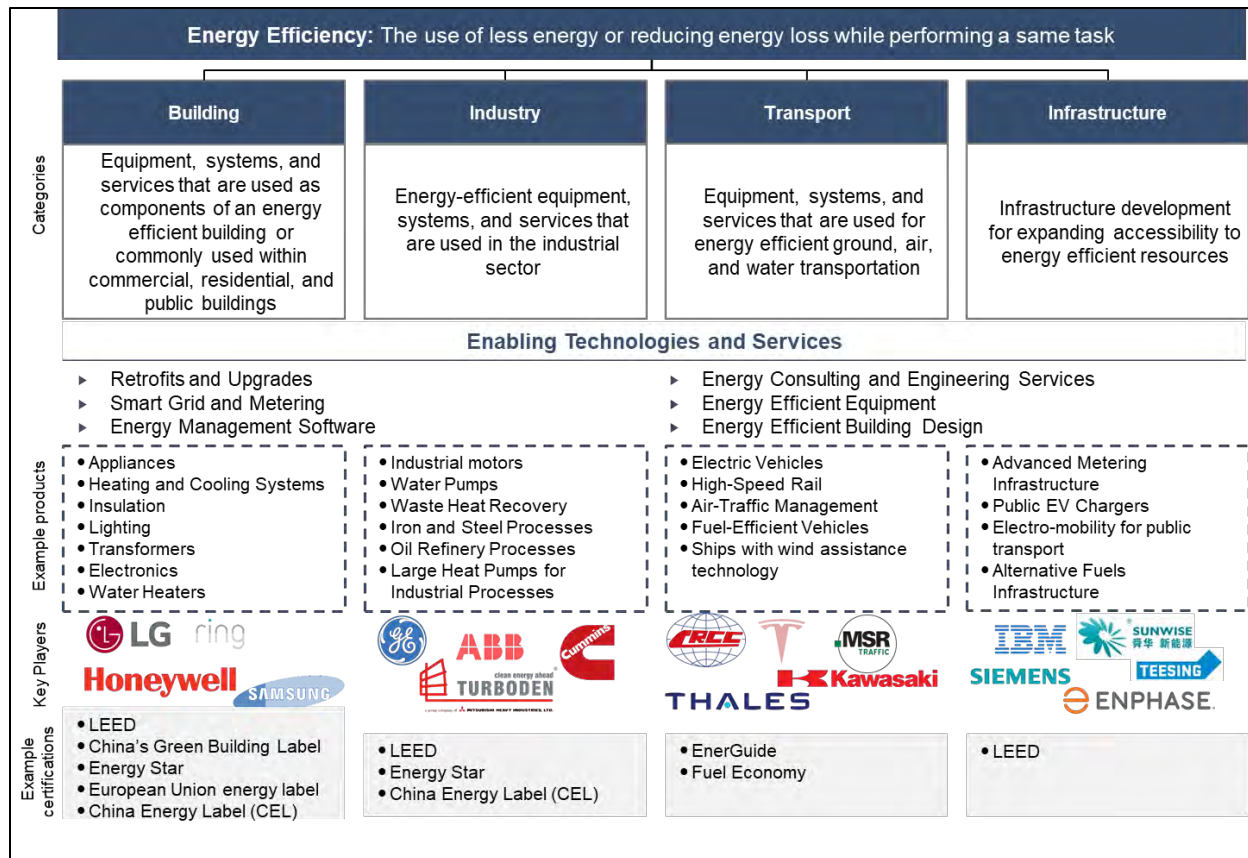 Energy Efficiency: The use of less energy or reducing energy loss while performing a same task
Categories
Building
Equipment, systems, and
services that are used as
components of an energy
efficient building or
commonly used within
commercial, residential, and
public buildings
Industry
Energy-efficient equipment,
systems, and services that
are used in the industrial
sector
Transport
Equipment, systems, and
services that are used for
energy efficient ground, air,
and water transportation
Infrastructure
Infrastructure development
for expanding accessibility to
energy efficient resources
Enabling Technologies and Services
Retrofits and Upgrades
Smart Grid and Metering
Energy Management Software
Energy Consulting and Engineering Services
Energy Efficient Equipment
Energy Efficient Building Design
Example products
Appliances
Heating and Cooling Systems
Insulation
Lighting
Transformers
Electronics
Water Heaters
Industrial motors
Water Pumps
Waste Heat Recovery
Iron and Steel Processes
Oil Refinery Processes
Large Heat Pumps for
Industrial Processes
Electric Vehicles
High-Speed Rail
Air-Traffic Management
Fuel-Efficient Vehicles
Ships with wind assistance
technology
Advanced Metering
Infrastructure
Public EV Chargers
Electro-mobility for public
transport
Alternative Fuels
Infrastructure
Key Players
LG
ring
Honeywell
SAMSUNG
GE
ABB
Cummins
clean energy ahead
TURBODEN
a group company of MITSUBISHI HEAVY INDUSTRIES, LTD.
CRCC
MSR
TRAFFIC
Kawasaki
THALES
IBM
SUNWISE
舜华 新能源
SIEMENS
TEESING
ENPHASE.
Example
certifications
LEED
China's Green Building Label
Energy Star
European Union energy label
China Energy Label (CEL)
LEED
Energy Star
China Energy Label (CEL)
EnerGuide
Fuel Economy
LEED